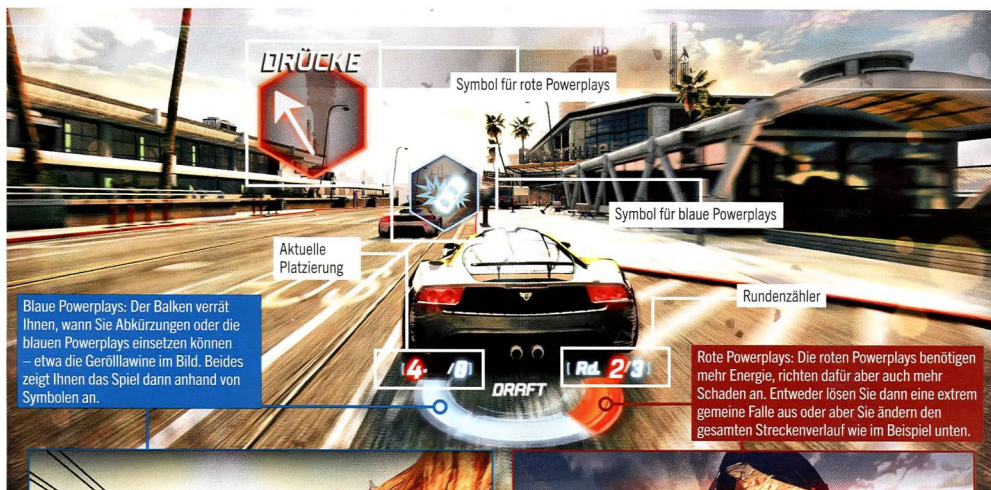 DRÜCKE
Symbol für rote Powerplays
Symbol für blaue Powerplays
Aktuelle
Platzierung
Rundenzähler
Blaue Powerplays: Der Balken verrät
Ihnen, wann Sie Abkürzungen oder die
blauen Powerplays einsetzen können
– etwa die Gerölllawine im Bild. Beides
zeigt Ihnen das Spiel dann anhand von
Symbolen an.
4. /8
Rd. 2/3
DRAFT
Rote Powerplays: Die roten Powerplays benötigen
mehr Energie, richten dafür aber auch mehr
Schaden an. Entweder lösen Sie dann eine extrem
gemeine Falle aus oder aber Sie ändern den
gesamten Streckenverlauf wie im Beispiel unten.